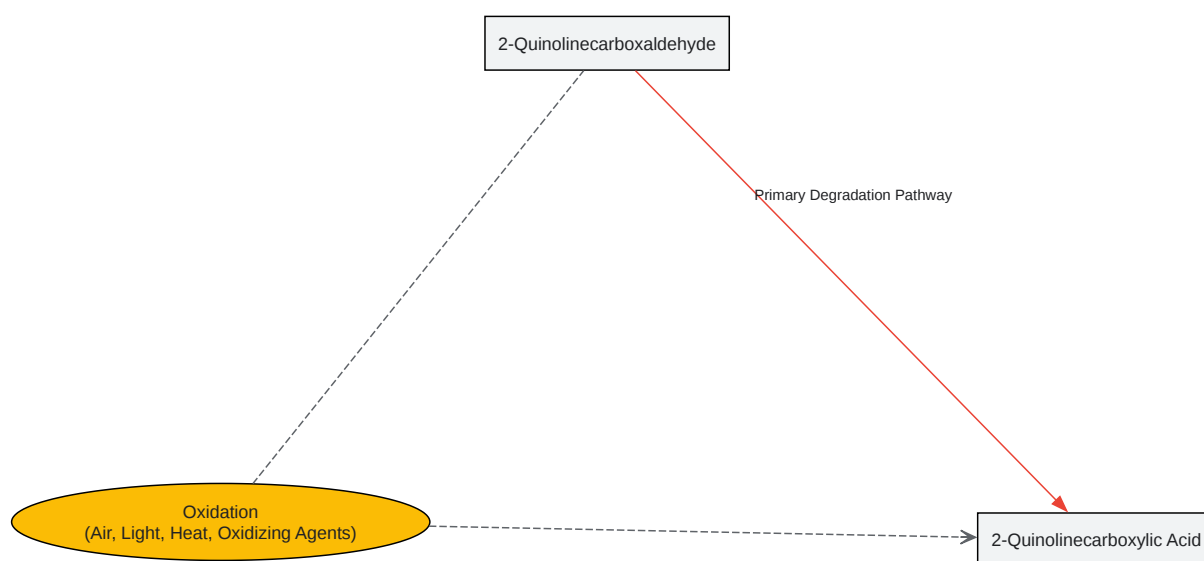 2-Quinolinecarboxaldehyde
Primary Degradation Pathway
Oxidation
(Air, Light, Heat, Oxidizing Agents)
2-Quinolinecarboxylic Acid